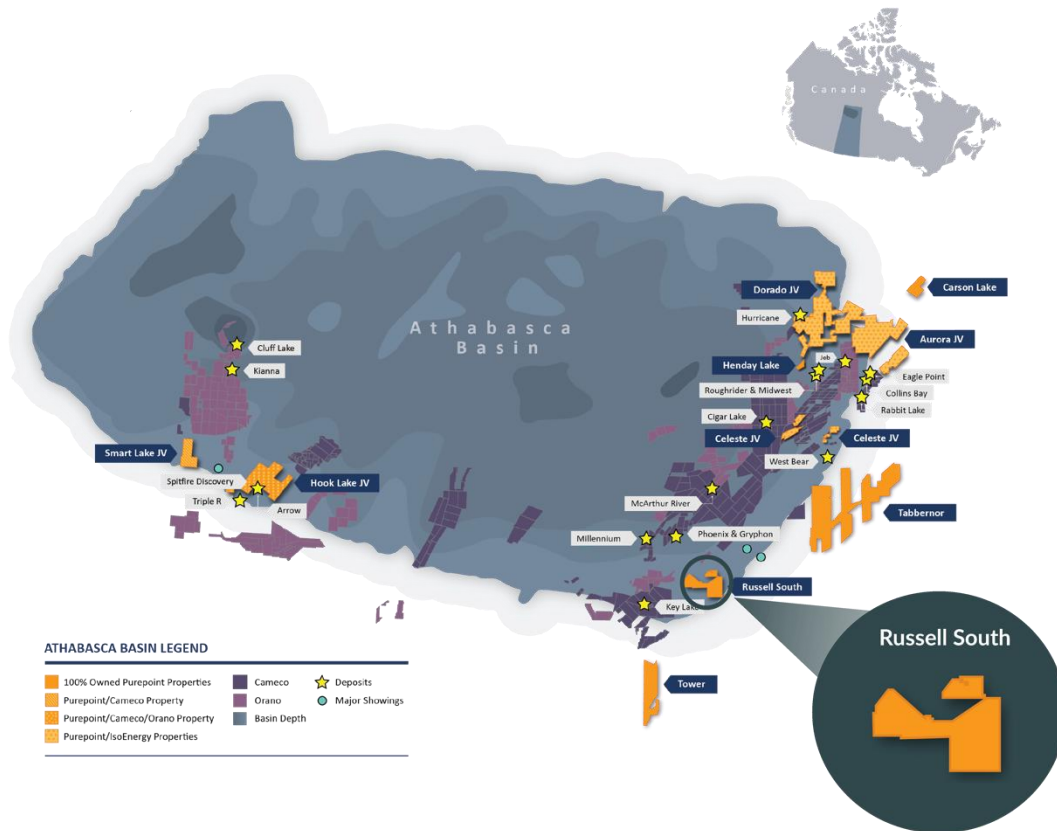 Canada
Athabasca
Basin
Dorado JV
Carson Lake
Hurricane
Aurora JV
Cluff Lake
Kianna
Henday Lake
Jeb
Eagle Point
Roughrider & Midwest
Collins Bay
Rabbit Lake
Cigar Lake
Celeste JV
Celeste JV
West Bear
Smart Lake JV
Spitfire Discovery
Hook Lake JV
Triple R
Arrow
McArthur River
Tabbernor
Millennium
Phoenix & Gryphon
Russell South
Key Lake
Russell South
Tower
ATHABASCA BASIN LEGEND
100% Owned Purepoint Properties
Purepoint/Cameco Property
Purepoint/Cameco/Orano Property
Purepoint/IsoEnergy Properties
Cameco
Orano
Basin Depth
Deposits
Major Showings